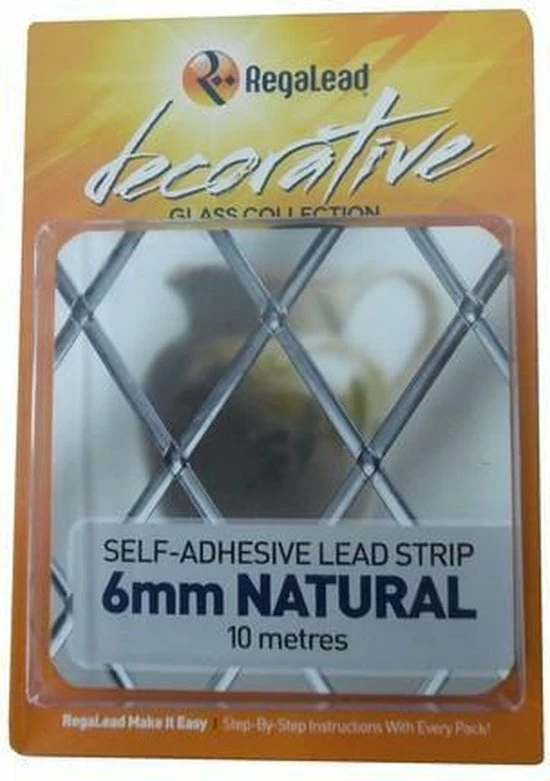 RegaLead
decorative
GLASS COLLECTION
SELF-ADHESIVE LEAD STRIP
6mm NATURAL
10 metres
RegaLead Make It Easy | Step-By-Step Instructions With Every Pack!